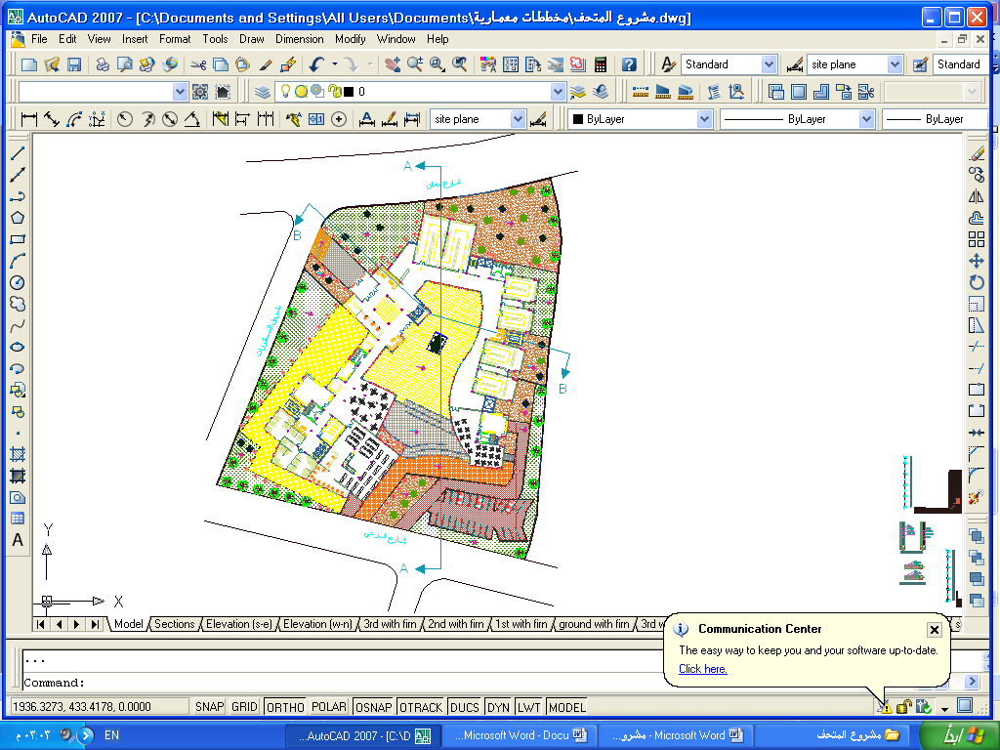 AutoCAD 2007 - [C:\Documents and Settings\All Users\Documents\مخططات معمارية\مشروع المتحف.dwg]
File Edit View Insert Format Tools Draw Dimension Modify Window Help
Standard site plane Standard
0
site plane ByLayer ByLayer ByLayer
A
B
B
A
Y
X
Model Sections Elevation (s-e) Elevation (w-n) 3rd with firn 2nd with firn 1st with firn ground with firn 3rd
Communication Center
The easy way to keep you and your software up-to-date.
Click here.
...
Command:
1936.3273, 433.4178, 0.0000 SNAP GRID ORTHO POLAR OSNAP OTRACK DUCS DYN LWT MODEL
٠٣:٠٣ م EN ...AutoCAD 2007 - [C:\D ...Microsoft Word - Docu ...مشرو - Microsoft Word مشروع المتحف ابدأ